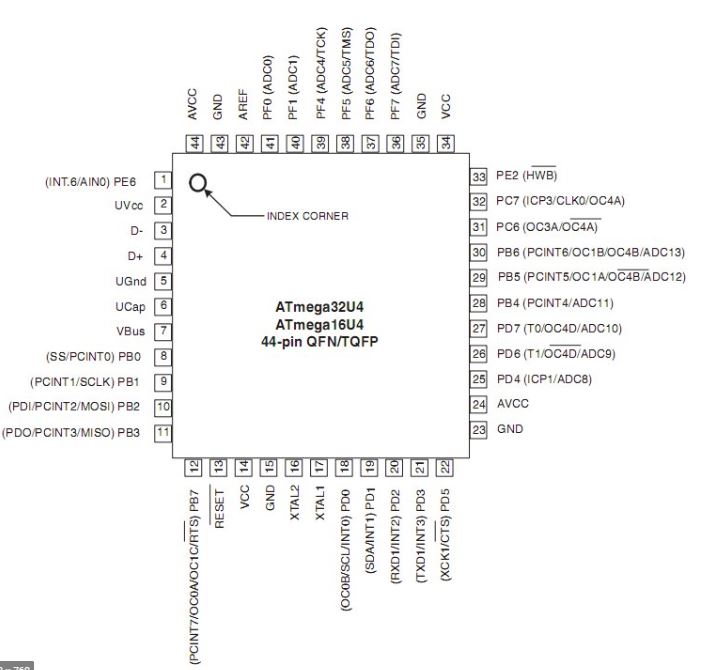 AVCC
GND
AREF
PF0 (ADC0)
PF1 (ADC1)
PF4 (ADC4/TCK)
PF5 (ADC5/TMS)
PF6 (ADC6/TDO)
PF7 (ADC7/TDI)
GND
VCC
44
43
42
41
40
39
38
37
36
35
34
(INT.6/AIN0) PE6 1
UVcc 2
D- 3
D+ 4
UGnd 5
UCap 6
VBus 7
(SS/PCINT0) PB0 8
(PCINT1/SCLK) PB1 9
(PDI/PCINT2/MOSI) PB2 10
(PDO/PCINT3/MISO) PB3 11
INDEX CORNER
ATmega32U4
ATmega16U4
44-pin QFN/TQFP
33 PE2 (HWB)
32 PC7 (ICP3/CLK0/OC4A)
31 PC6 (OC3A/OC4A)
30 PB6 (PCINT6/OC1B/OC4B/ADC13)
29 PB5 (PCINT5/OC1A/OC4B/ADC12)
28 PB4 (PCINT4/ADC11)
27 PD7 (T0/OC4D/ADC10)
26 PD6 (T1/OC4D/ADC9)
25 PD4 (ICP1/ADC8)
24 AVCC
23 GND
12
13
14
15
16
17
18
19
20
21
22
(PCINT7/OC0A/OC1C/RTS) PB7
RESET
VCC
GND
XTAL2
XTAL1
(OC0B/SCL/INT0) PD0
(SDA/INT1) PD1
(RXD1/INT2) PD2
(TXD1/INT3) PD3
(XCK1/CTS) PD5